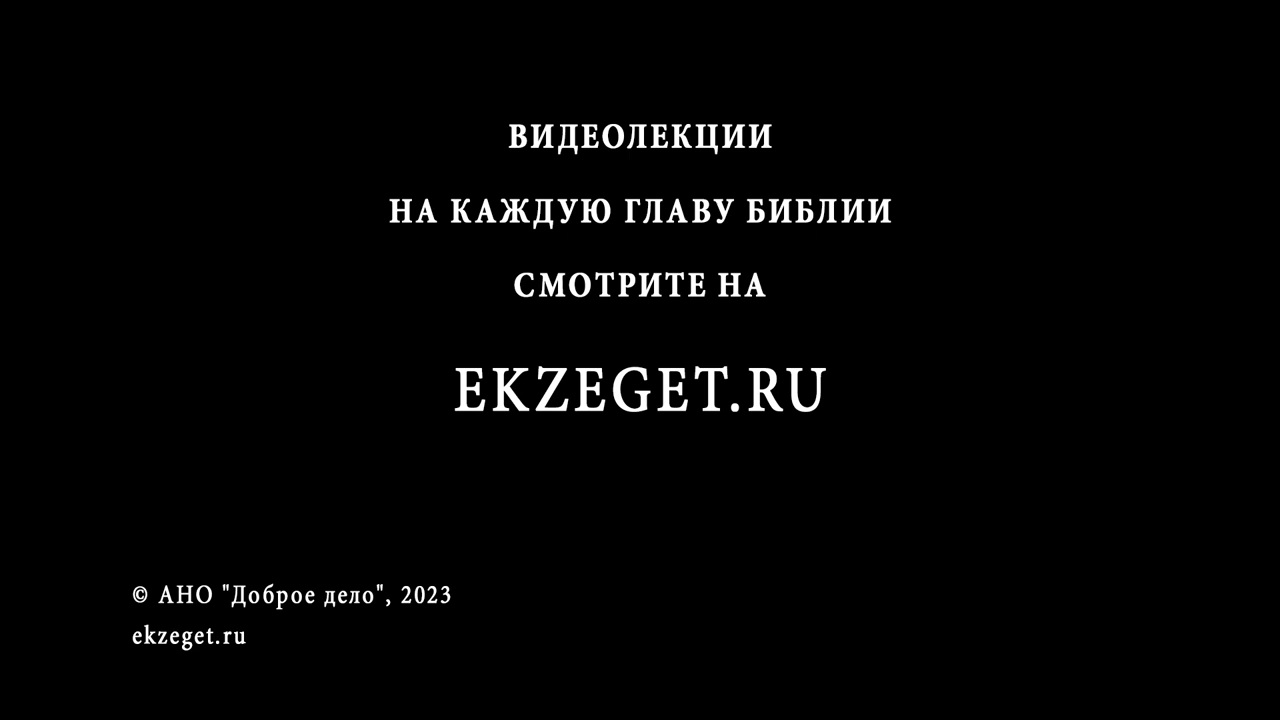 ВИДЕОЛЕКЦИИ
НА КАЖДУЮ ГЛАВУ БИБЛИИ
СМОТРИТЕ НА
EKZEGET.RU
© АНО "Доброе дело", 2023
ekzeget.ru